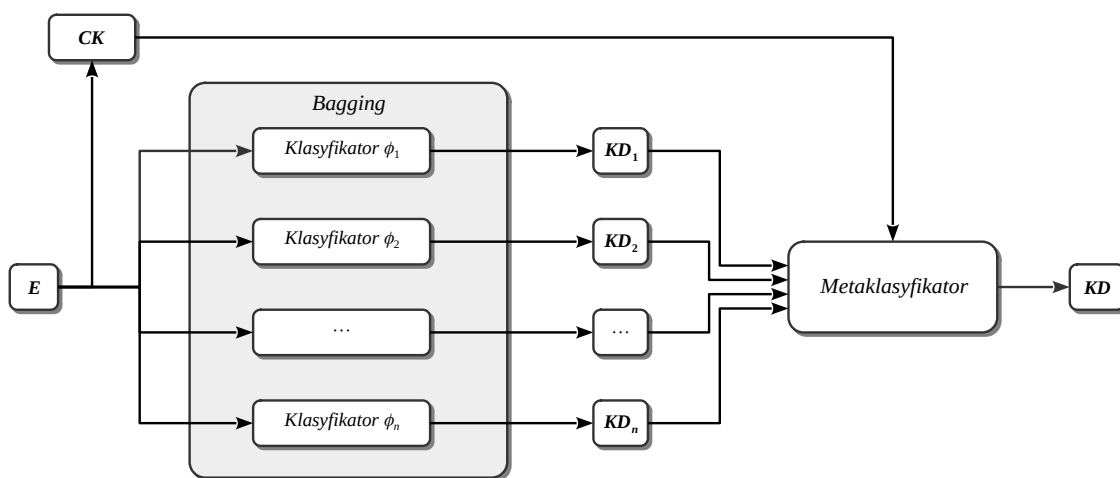 CK
Bagging
Klasyfikator ϕ₁
KD₁
Klasyfikator ϕ₂
KD₂
E
Metaklasyfikator
KD
...
...
Klasyfikator ϕₙ
KDₙ